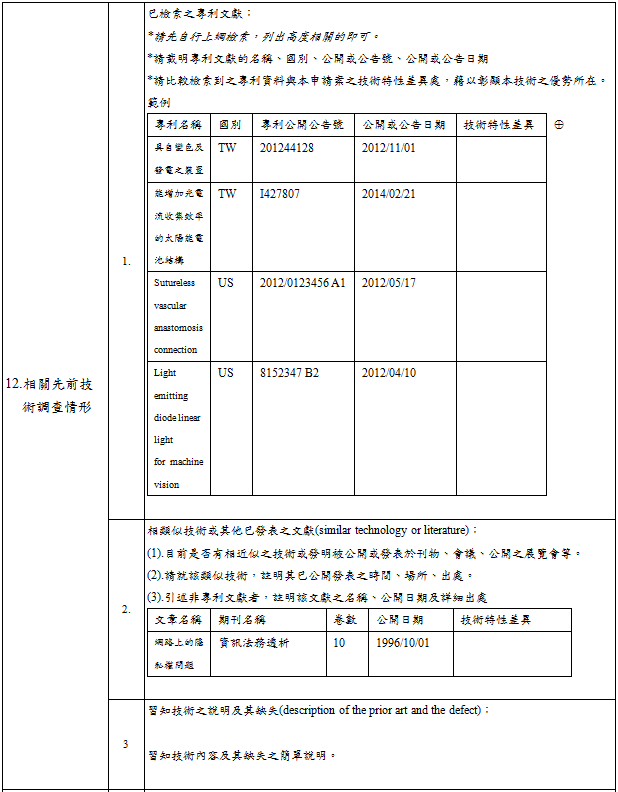 12.相關先前技
術調查情形
1.
已檢索之專利文獻：
*請先自行上網檢索，列出高度相關的即可。
*請載明專利文獻的名稱、國別、公開或公告號、公開或公告日期
*請比較檢索到之專利資料與本申請案之技術特性差異處，藉以彰顯本技術之優勢所在。
範例
專利名稱 國別 專利公開公告號 公開或公告日期 技術特性差異 ⊕
具自變色及
發電之裝置
TW 201244128 2012/11/01
能增加光電
流收集效率
的太陽能電
池結構
TW I427807 2014/02/21
Sutureless
vascular
anastomosis
connection
US 2012/0123456 A1 2012/05/17
Light
emitting
diode linear
light
for machine
vision
US 8152347 B2 2012/04/10
2.
相類似技術或其他已發表之文獻(similar technology or literature)：
(1).目前是否有相近似之技術或發明被公開或發表於刊物、會議、公開之展覽會等。
(2).請就該類似技術，註明其已公開發表之時間、場所、出處。
(3).引述非專利文獻者，註明該文獻之名稱、公開日期及詳細出處
文章名稱 期刊名稱 卷數 公開日期 技術特性差異
網路上的隱
私權問題
資訊法務透析 10 1996/10/01
3
習知技術之說明及其缺失(description of the prior art and the defect)：
習知技術內容及其缺失之簡單說明。